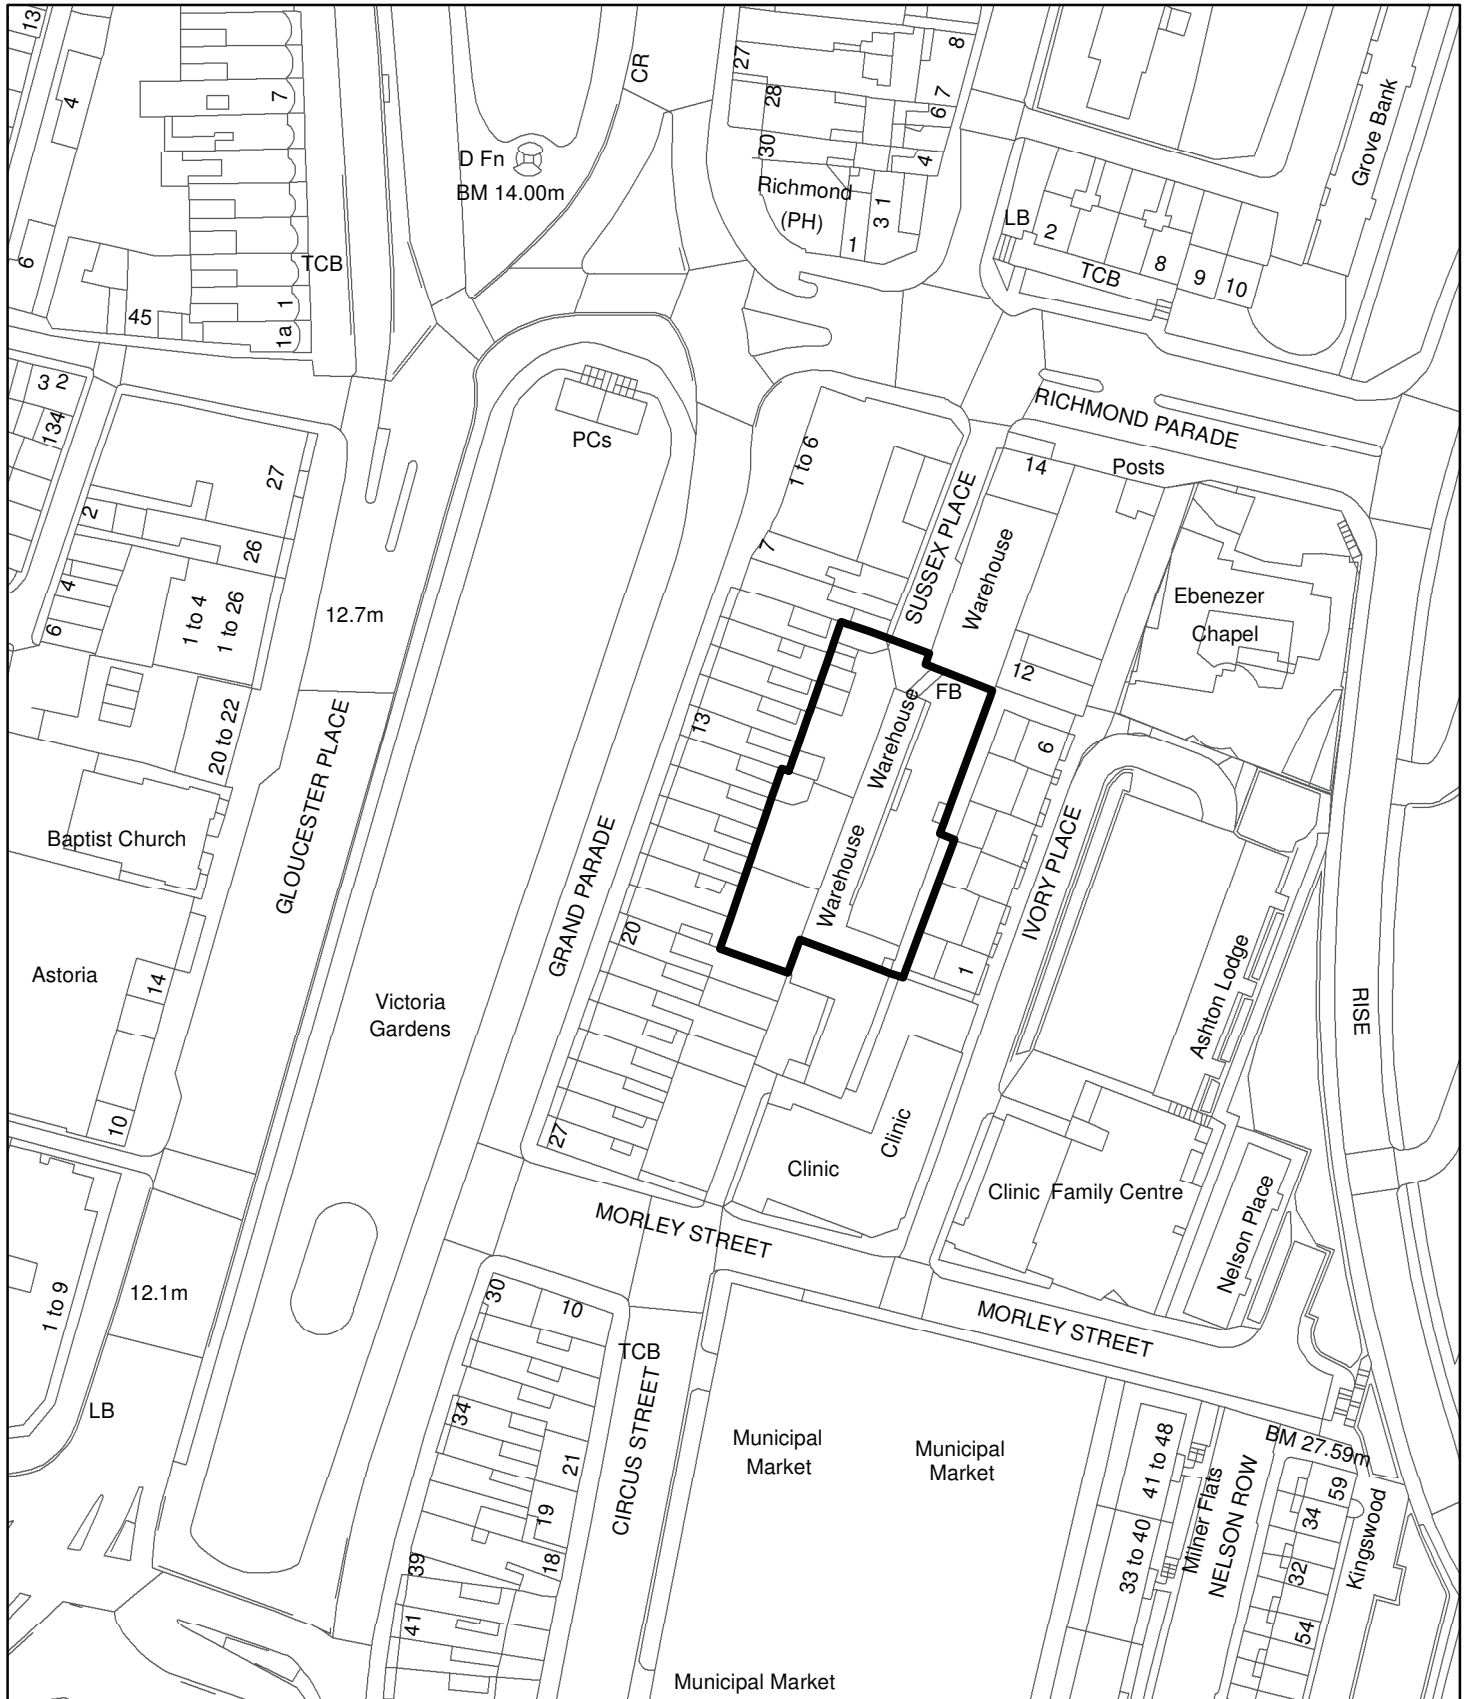 13
4
6
7
45
TCB
1
1a
D Fn
BM 14.00m
CR
27
28
30
8
7
6
4
Richmond
(PH)
1
3 1
Grove Bank
LB
2
TCB
8
9
10
3 2
134
27
2
26
4
6
1 to 4
1 to 26
12.7m
20 to 22
Baptist Church
GLOUCESTER PLACE
Astoria
14
10
PCs
Victoria
Gardens
GRAND PARADE
1 to 6
7
13
20
27
RICHMOND PARADE
SUSSEX PLACE
14
Posts
Warehouse
12
Ebenezer
Chapel
FB
Warehouse
Warehouse
6
IVORY PLACE
1
Ashton Lodge
RISE
Clinic
Clinic
Clinic
Family Centre
Nelson Place
MORLEY STREET
MORLEY STREET
1 to 9
12.1m
LB
30
10
TCB
34
21
19
39
18
41
CIRCUS STREET
Municipal
Market
Municipal
Market
Municipal Market
41 to 48
33 to 40
Milner Flats
NELSON ROW
BM 27.59m
59
34
32
54
Kingswood